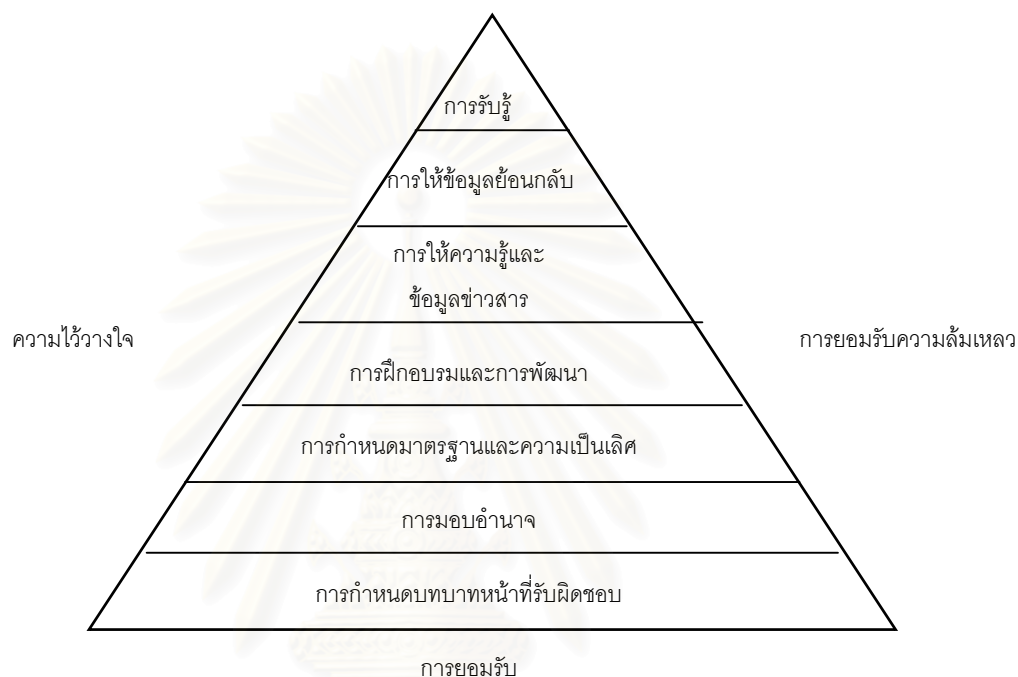 การรับรู้
การให้ข้อมูลย้อนกลับ
การให้ความรู้และ
ข้อมูลข่าวสาร
ความไว้วางใจ
การยอมรับความล้มเหลว
การฝึกอบรมและการพัฒนา
การกำหนดมาตรฐานและความเป็นเลิศ
การมอบอำนาจ
การกำหนดบทบาทหน้าที่รับผิดชอบ
การยอมรับ